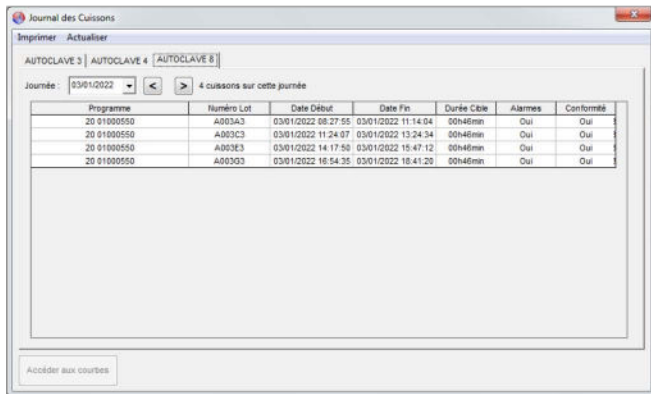 Journal des Cuissons
Imprimer Actualiser
AUTOCLAVE 3 AUTOCLAVE 4 AUTOCLAVE 8
Journée : 03/01/2022 < > 4 cuissons sur cette journée
Programme Numéro Lot Date Début Date Fin Durée Cible Alarmes Conformité
20 01000550 A003A3 03/01/2022 08:27:55 03/01/2022 11:14:04 00h46min Oui Oui
20 01000550 A003C3 03/01/2022 11:24:07 03/01/2022 13:24:34 00h46min Oui Oui
20 01000550 A003E3 03/01/2022 14:17:50 03/01/2022 15:47:12 00h46min Oui Oui
20 01000550 A003G3 03/01/2022 16:54:35 03/01/2022 18:41:20 00h46min Oui Oui
Accéder aux courbes